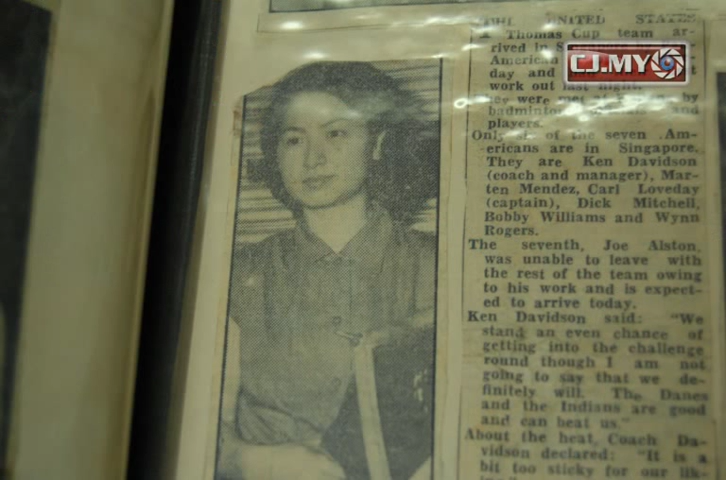 THE UNITED STATES
Thomas Cup team ar-
rived in
American
day and
work out last night.
were met by
badminton and
players.
Only six of the seven Am-
ericans are in Singapore.
They are Ken Davidson
(coach and manager), Mar-
ten Mendez, Carl Loveday
(captain), Dick Mitchell,
Bobby Williams and Wynn
Rogers.
The seventh, Joe Alston,
was unable to leave with
the rest of the team owing
to his work and is expect-
ed to arrive today.
Ken Davidson said: "We
stand an even chance of
getting into the challenge
round though I am not
going to say that we de-
finitely will. The Danes
and the Indians are good
and can beat us."
About the heat, Coach Da-
vidson declared: "It is a
bit too sticky for our lik-
CJ.MY